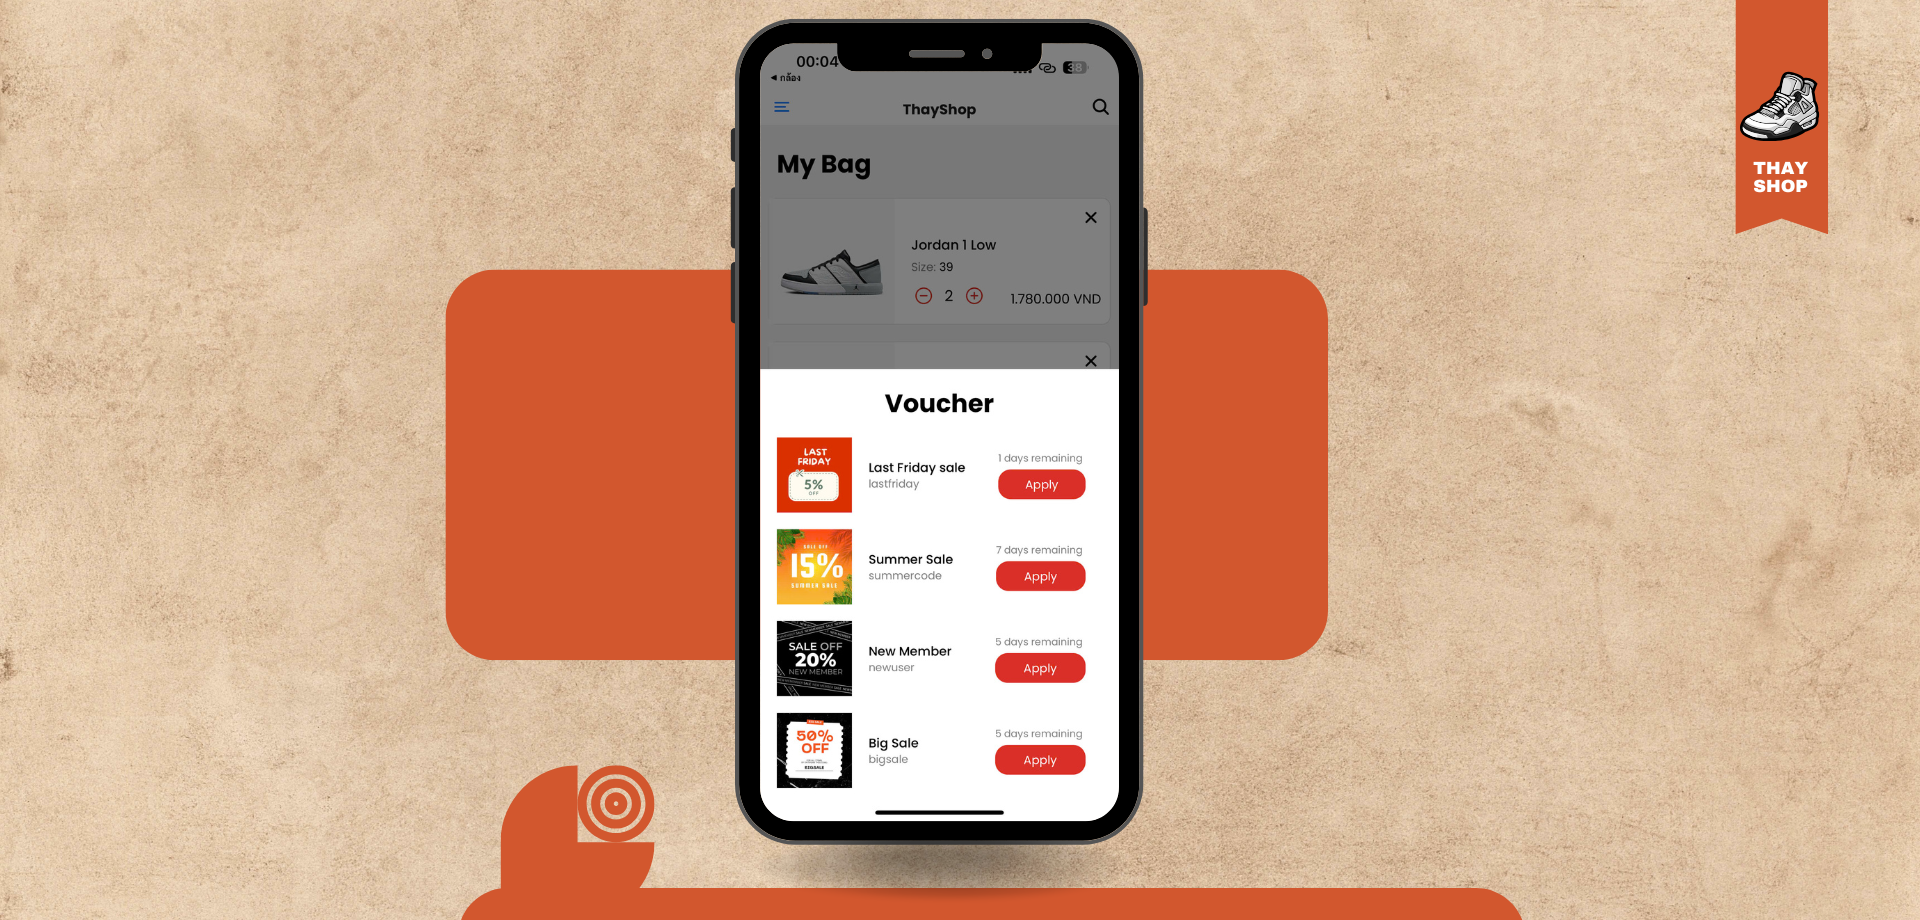 00:04
38
◀ กล้อง
ThayShop
THAY
SHOP
My Bag
Jordan 1 Low
Size: 39
2
1.780.000 VND
Voucher
LAST
FRIDAY
5%
OFF
Last Friday sale
lastfriday
1 days remaining
Apply
SALE OFF
15%
SUMMER SALE
Summer Sale
summercode
7 days remaining
Apply
SALE OFF
20%
NEW MEMBER
New Member
newuser
5 days remaining
Apply
50%
OFF
BIGSALE
Big Sale
bigsale
5 days remaining
Apply